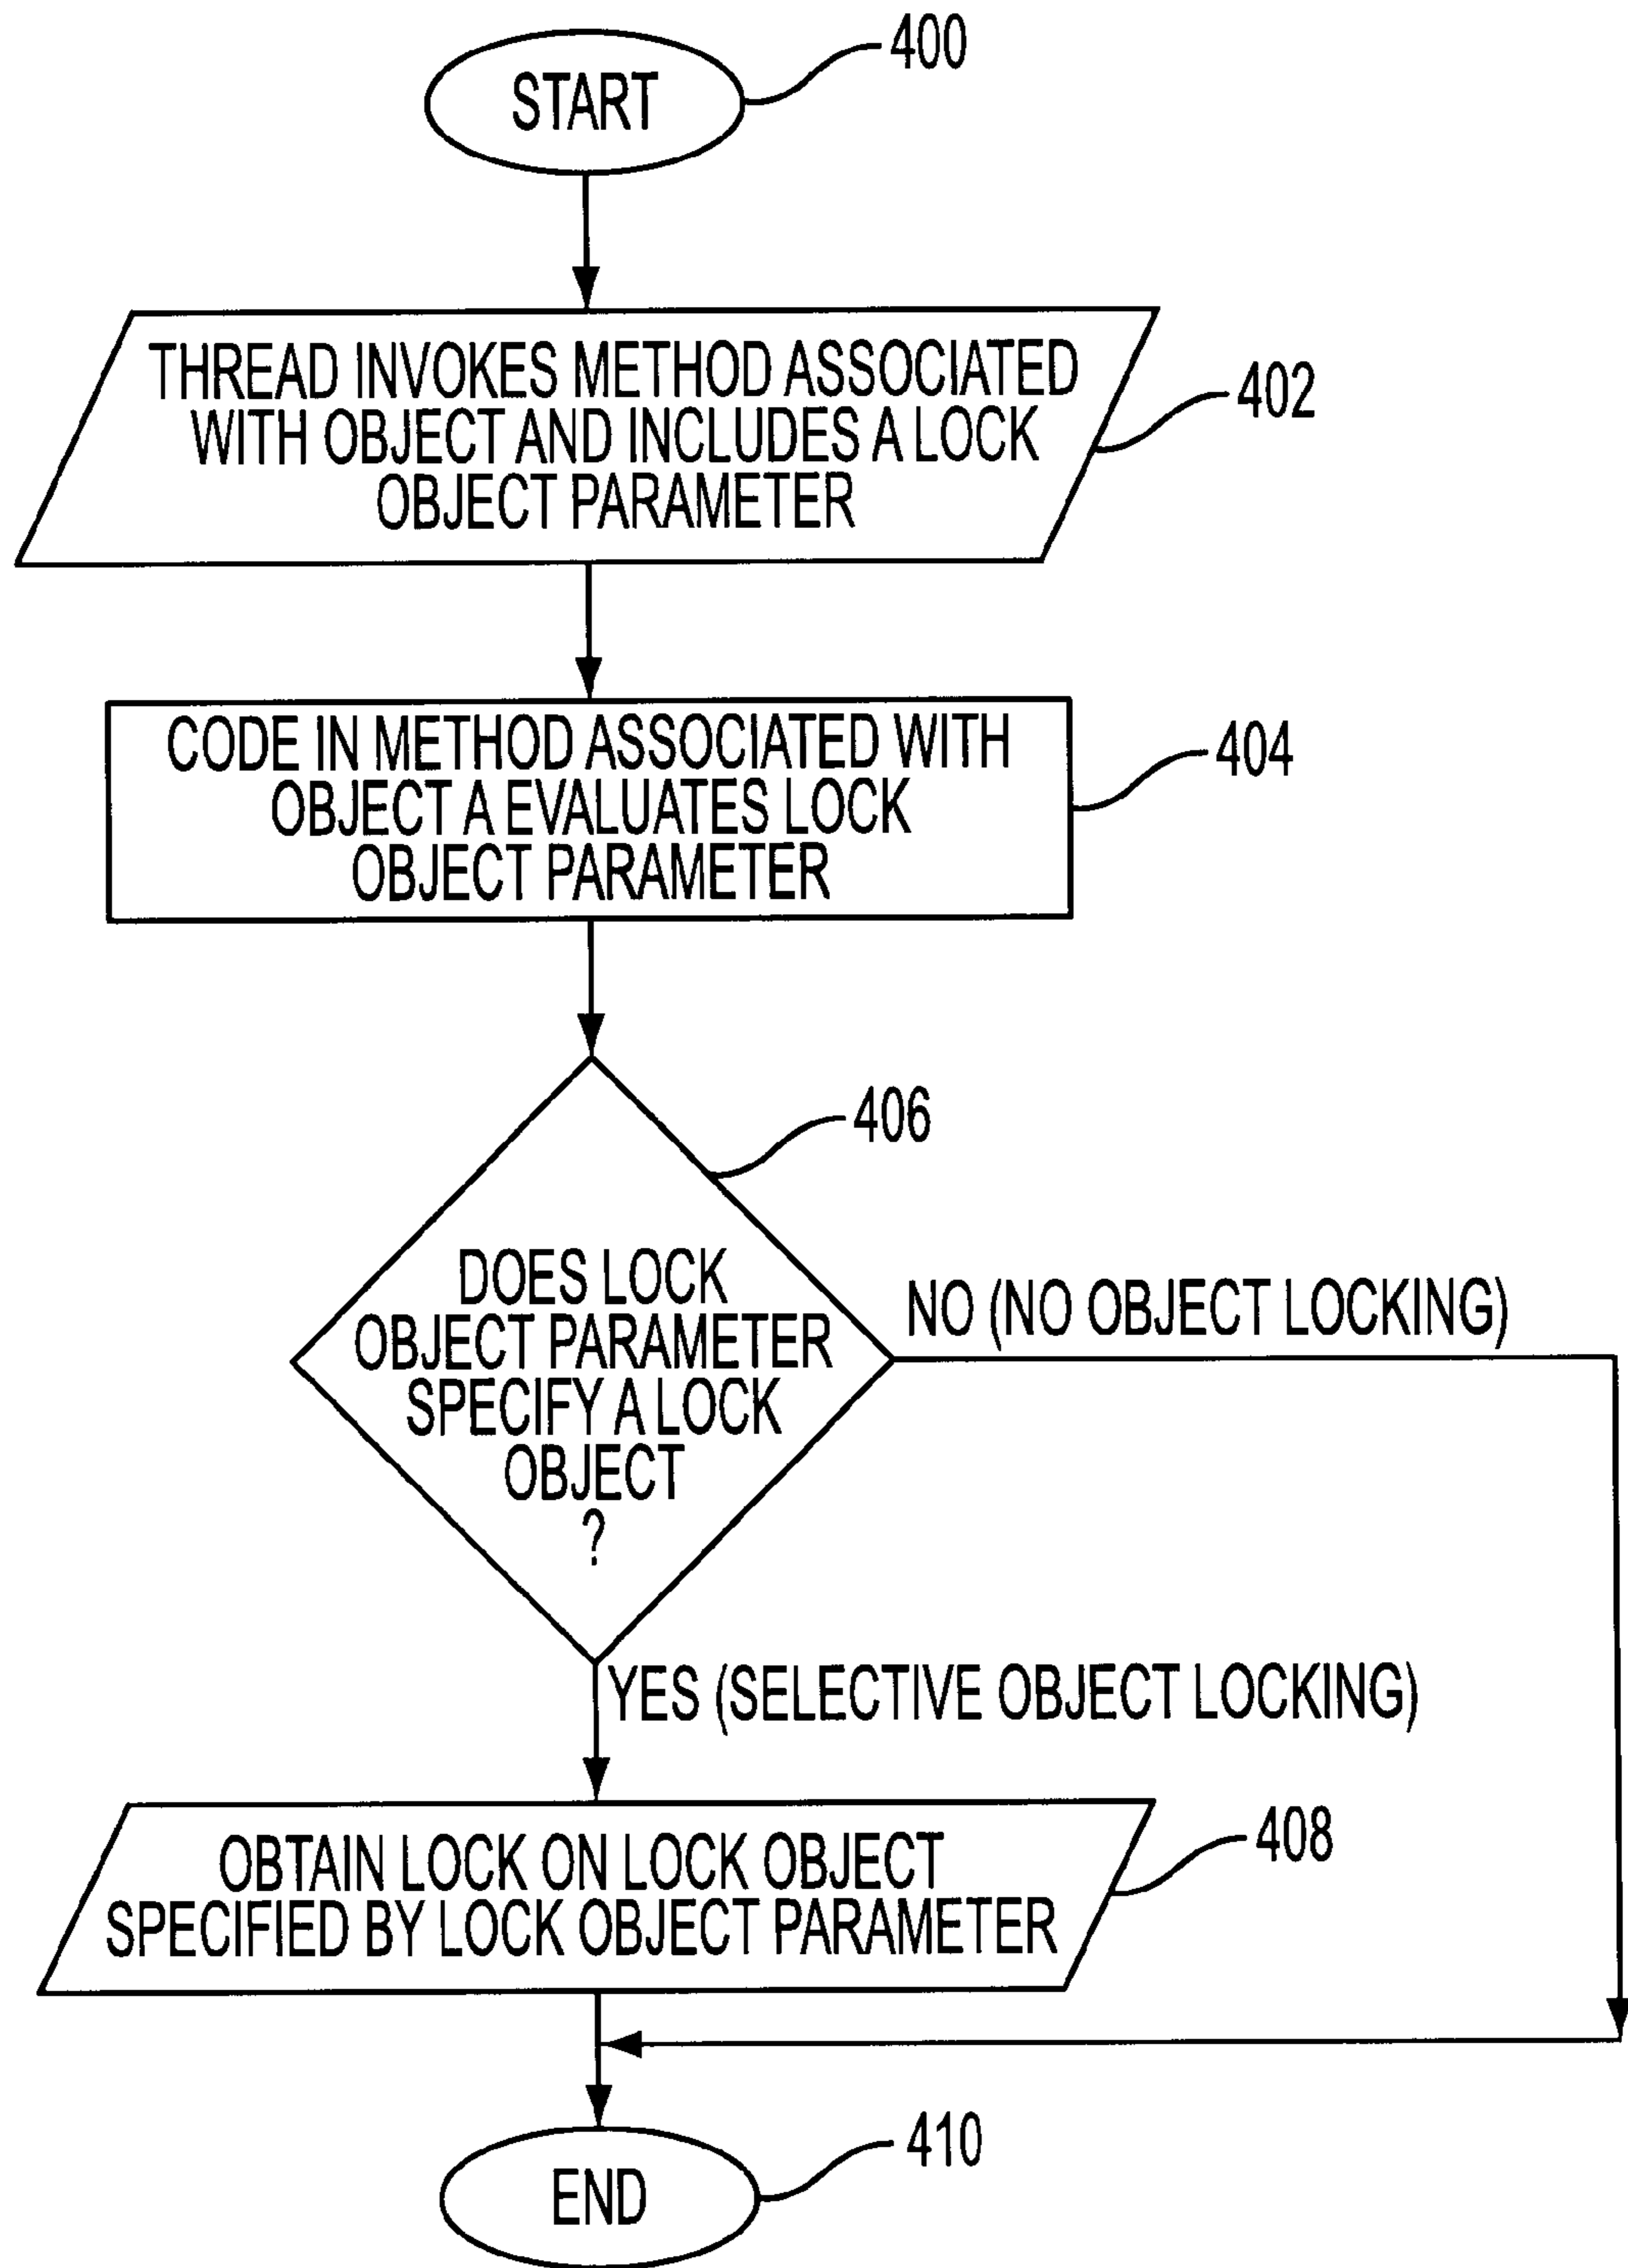 400
START
THREAD INVOKES METHOD ASSOCIATED
WITH OBJECT AND INCLUDES A LOCK
OBJECT PARAMETER
402
CODE IN METHOD ASSOCIATED WITH
OBJECT A EVALUATES LOCK
OBJECT PARAMETER
404
406
DOES LOCK
OBJECT PARAMETER
SPECIFY A LOCK
OBJECT
?
NO (NO OBJECT LOCKING)
YES (SELECTIVE OBJECT LOCKING)
OBTAIN LOCK ON LOCK OBJECT
SPECIFIED BY LOCK OBJECT PARAMETER
408
410
END